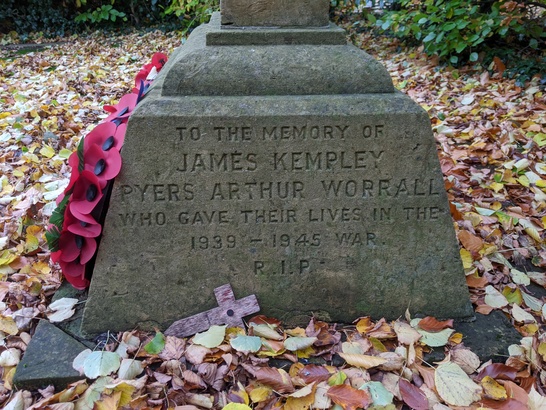 TO THE MEMORY OF
JAMES KEMPLEY
PYERS ARTHUR WORRALL
WHO GAVE THEIR LIVES IN THE
1939 – 1945 WAR.
R.I.P